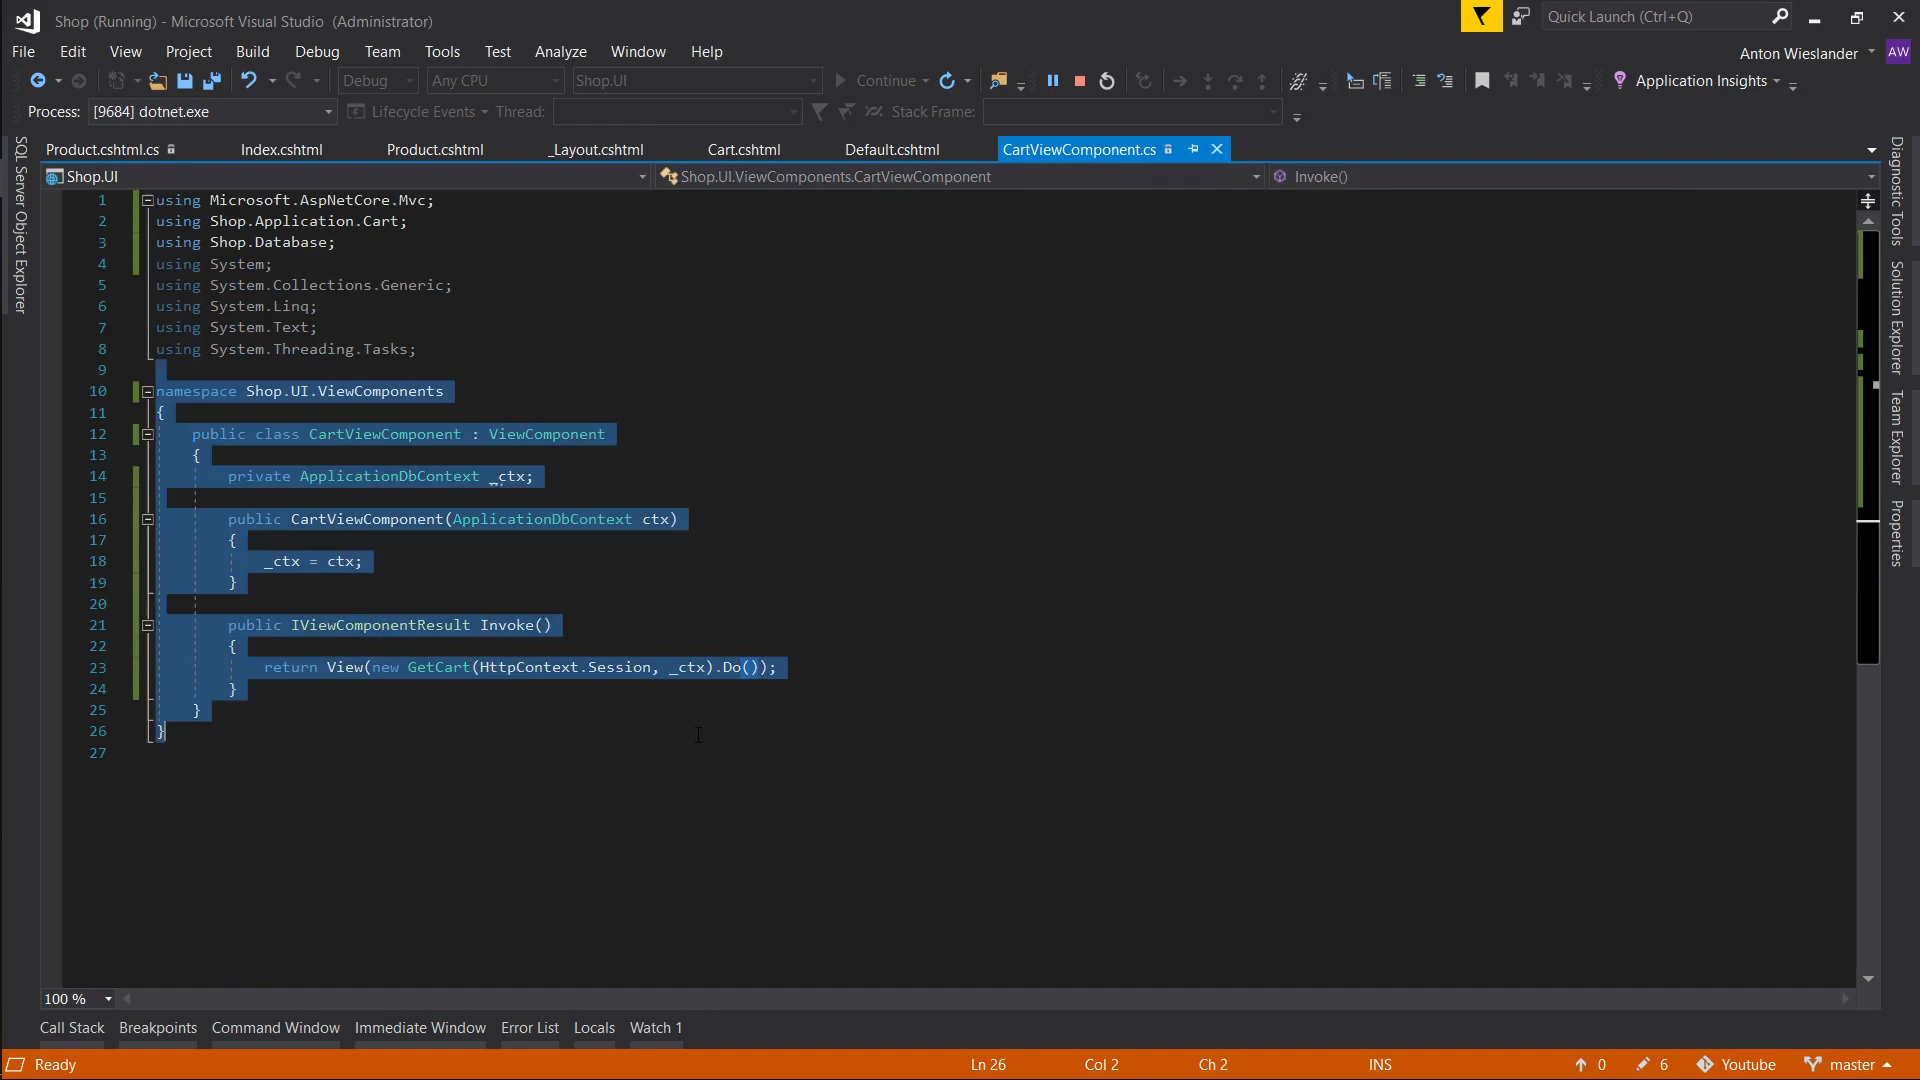 Shop (Running) - Microsoft Visual Studio (Administrator)
Quick Launch (Ctrl+Q)
File Edit View Project Build Debug Team Tools Test Analyze Window Help
Anton Wieslander AW
Debug Any CPU Shop.UI Continue Application Insights
Process: [9684] dotnet.exe Lifecycle Events Thread: Stack Frame:
Product.cshtml.cs Index.cshtml Product.cshtml _Layout.cshtml Cart.cshtml Default.cshtml CartViewComponent.cs
Shop.UI Shop.UI.ViewComponents.CartViewComponent Invoke()
SQL Server Object Explorer
Diagnostic Tools
Solution Explorer
Team Explorer
Properties
1 using Microsoft.AspNetCore.Mvc;
2 using Shop.Application.Cart;
3 using Shop.Database;
4 using System;
5 using System.Collections.Generic;
6 using System.Linq;
7 using System.Text;
8 using System.Threading.Tasks;
9
10 namespace Shop.UI.ViewComponents
11 {
12 public class CartViewComponent : ViewComponent
13 {
14 private ApplicationDbContext _ctx;
15
16 public CartViewComponent(ApplicationDbContext ctx)
17 {
18 _ctx = ctx;
19 }
20
21 public IViewComponentResult Invoke()
22 {
23 return View(new GetCart(HttpContext.Session, _ctx).Do());
24 }
25 }
26 }
27
100 %
Call Stack Breakpoints Command Window Immediate Window Error List Locals Watch 1
Ready Ln 26 Col 2 Ch 2 INS 0 6 Youtube master